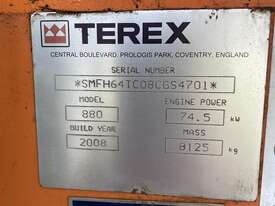 TEREX
CENTRAL BOULEVARD, PROLOGIS PARK, COVENTRY, ENGLAND
SERIAL NUMBER
*SMFH64TC08CGS4701*
MODEL ENGINE POWER
880 74.5 kW
BUILD YEAR MASS
2008 8125 kg